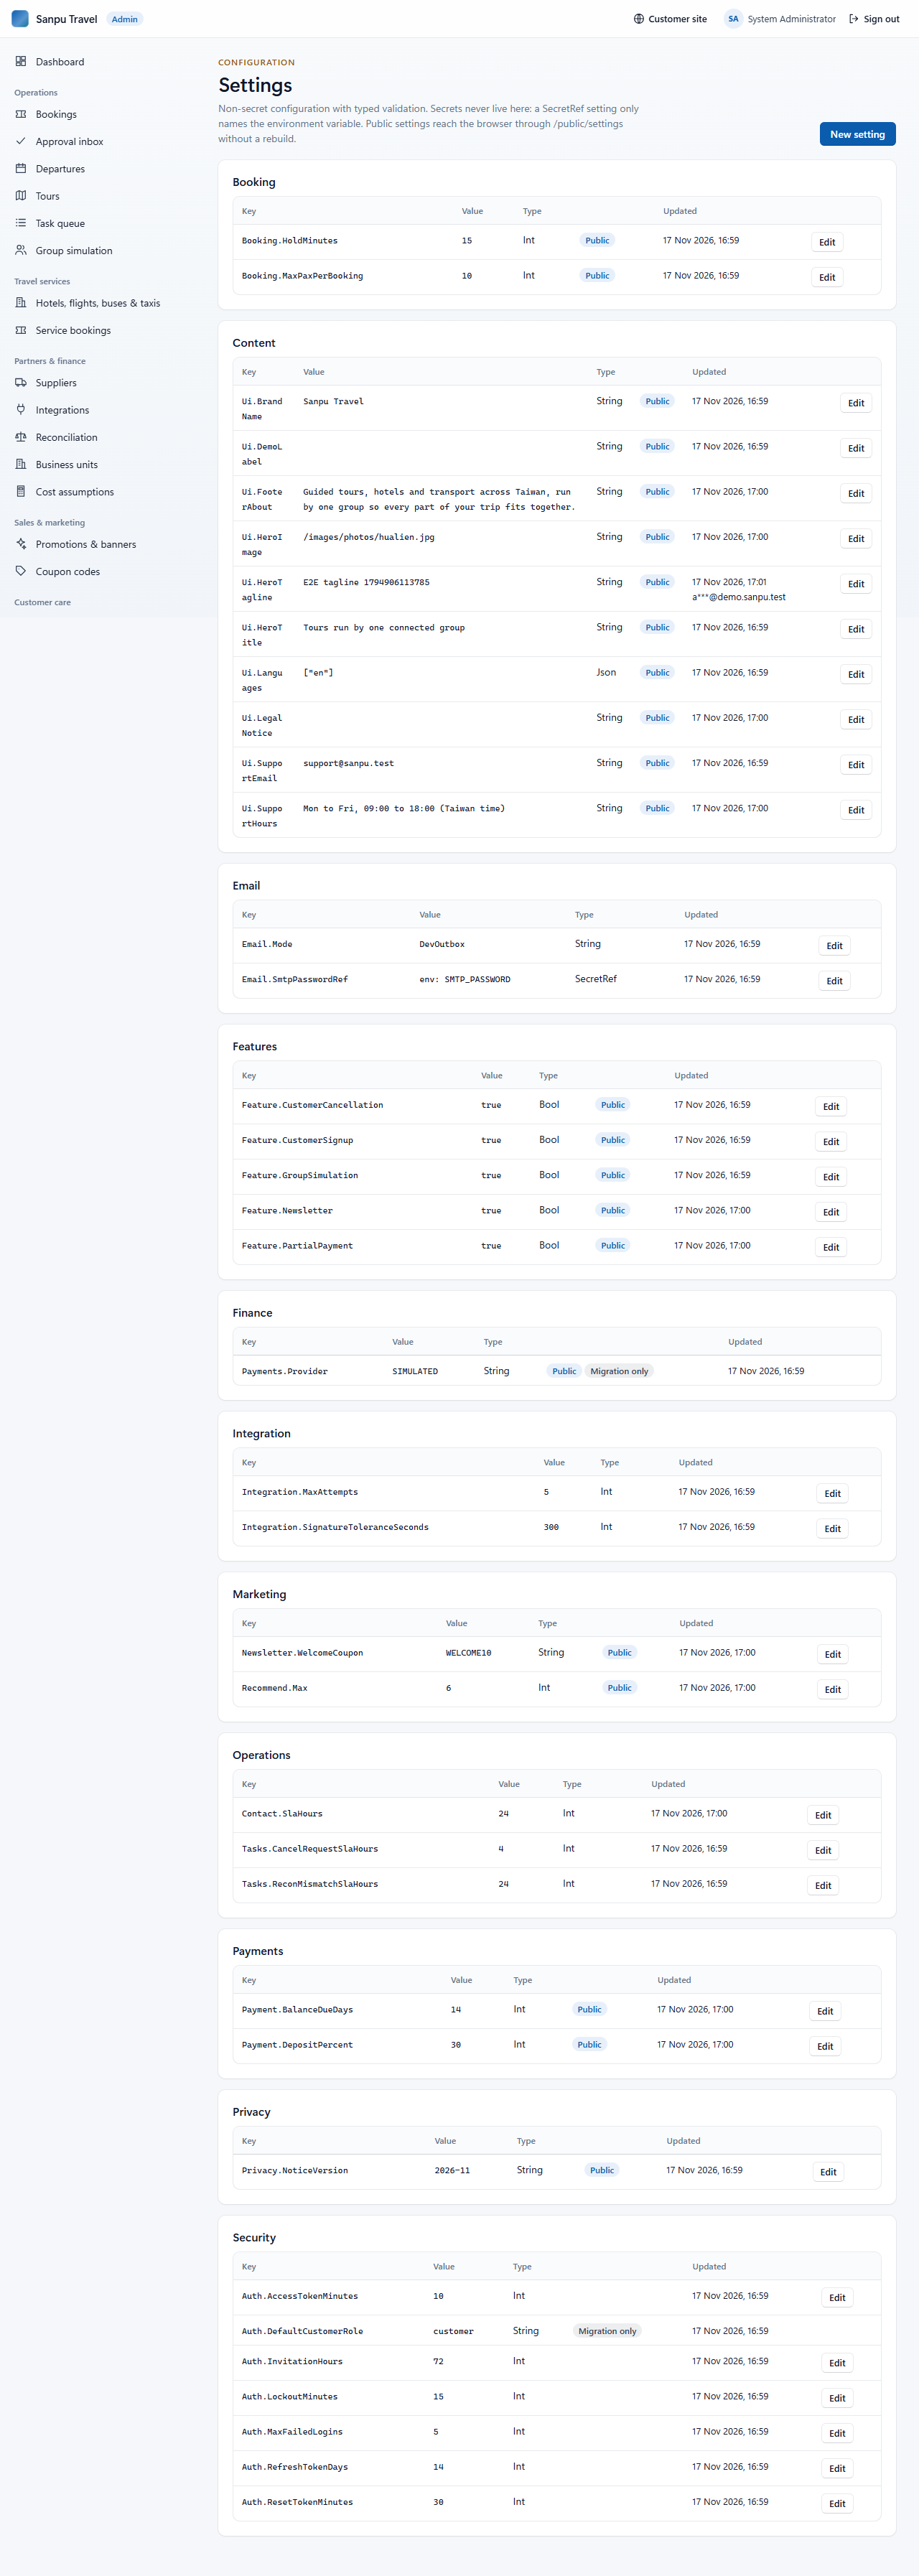 Sanpu Travel Admin
Customer site SA System Administrator Sign out
Dashboard
Operations
Bookings
Approval inbox
Departures
Tours
Task queue
Group simulation
Travel services
Hotels, flights, buses & taxis
Service bookings
Partners & finance
Suppliers
Integrations
Reconciliation
Business units
Cost assumptions
Sales & marketing
Promotions & banners
Coupon codes
Customer care
CONFIGURATION
Settings
Non-secret configuration with typed validation. Secrets never live here: a SecretRef setting only
names the environment variable. Public settings reach the browser through /public/settings
without a rebuild.
New setting
Booking
Key Value Type Updated
Booking.HoldMinutes 15 Int Public 17 Nov 2026, 16:59 Edit
Booking.MaxPaxPerBooking 10 Int Public 17 Nov 2026, 16:59 Edit
Content
Key Value Type Updated
Ui.Brand Sanpu Travel String Public 17 Nov 2026, 16:59 Edit
Name
Ui.DemoL String Public 17 Nov 2026, 16:59 Edit
abel
Ui.Foote Guided tours, hotels and transport across Taiwan, run String Public 17 Nov 2026, 17:00 Edit
rAbout by one group so every part of your trip fits together.
Ui.HeroI /images/photos/hualien.jpg String Public 17 Nov 2026, 17:00 Edit
mage
Ui.HeroT E2E tagline 1794906113785 String Public 17 Nov 2026, 17:01 Edit
agline a***@demo.sanpu.test
Ui.HeroT Tours run by one connected group String Public 17 Nov 2026, 16:59 Edit
itle
Ui.Langu ["en"] Json Public 17 Nov 2026, 16:59 Edit
ages
Ui.Legal String Public 17 Nov 2026, 17:00 Edit
Notice
Ui.Suppo support@sanpu.test String Public 17 Nov 2026, 16:59 Edit
rtEmail
Ui.Suppo Mon to Fri, 09:00 to 18:00 (Taiwan time) String Public 17 Nov 2026, 17:00 Edit
rtHours
Email
Key Value Type Updated
Email.Mode DevOutbox String 17 Nov 2026, 16:59 Edit
Email.SmtpPasswordRef env: SMTP_PASSWORD SecretRef 17 Nov 2026, 16:59 Edit
Features
Key Value Type Updated
Feature.CustomerCancellation true Bool Public 17 Nov 2026, 16:59 Edit
Feature.CustomerSignup true Bool Public 17 Nov 2026, 16:59 Edit
Feature.GroupSimulation true Bool Public 17 Nov 2026, 16:59 Edit
Feature.Newsletter true Bool Public 17 Nov 2026, 17:00 Edit
Feature.PartialPayment true Bool Public 17 Nov 2026, 17:00 Edit
Finance
Key Value Type Updated
Payments.Provider SIMULATED String Public Migration only 17 Nov 2026, 16:59
Integration
Key Value Type Updated
Integration.MaxAttempts 5 Int 17 Nov 2026, 16:59 Edit
Integration.SignatureToleranceSeconds 300 Int 17 Nov 2026, 16:59 Edit
Marketing
Key Value Type Updated
Newsletter.WelcomeCoupon WELCOME10 String Public 17 Nov 2026, 17:00 Edit
Recommend.Max 6 Int Public 17 Nov 2026, 17:00 Edit
Operations
Key Value Type Updated
Contact.SlaHours 24 Int 17 Nov 2026, 17:00 Edit
Tasks.CancelRequestSlaHours 4 Int 17 Nov 2026, 16:59 Edit
Tasks.ReconMismatchSlaHours 24 Int 17 Nov 2026, 16:59 Edit
Payments
Key Value Type Updated
Payment.BalanceDueDays 14 Int Public 17 Nov 2026, 17:00 Edit
Payment.DepositPercent 30 Int Public 17 Nov 2026, 17:00 Edit
Privacy
Key Value Type Updated
Privacy.NoticeVersion 2026-11 String Public 17 Nov 2026, 16:59 Edit
Security
Key Value Type Updated
Auth.AccessTokenMinutes 10 Int 17 Nov 2026, 16:59 Edit
Auth.DefaultCustomerRole customer String Migration only 17 Nov 2026, 16:59
Auth.InvitationHours 72 Int 17 Nov 2026, 16:59 Edit
Auth.LockoutMinutes 15 Int 17 Nov 2026, 16:59 Edit
Auth.MaxFailedLogins 5 Int 17 Nov 2026, 16:59 Edit
Auth.RefreshTokenDays 14 Int 17 Nov 2026, 16:59 Edit
Auth.ResetTokenMinutes 30 Int 17 Nov 2026, 16:59 Edit